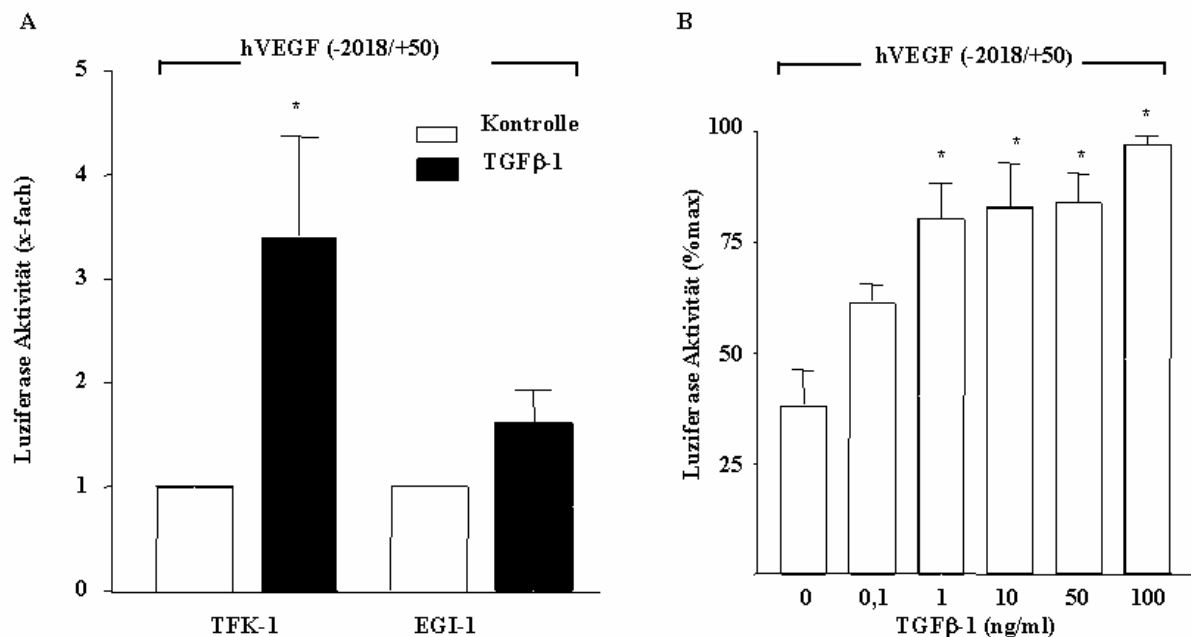 A
hVEGF (-2018/+50)
5
4
3
2
1
0
Luziferase Aktivität (x-fach)
*
Kontrolle
TGFβ-1
TFK-1 EGI-1
B
hVEGF (-2018/+50)
100
75
50
25
Luziferase Aktivität (%max)
* * * *
0 0,1 1 10 50 100
TGFβ-1 (ng/ml)